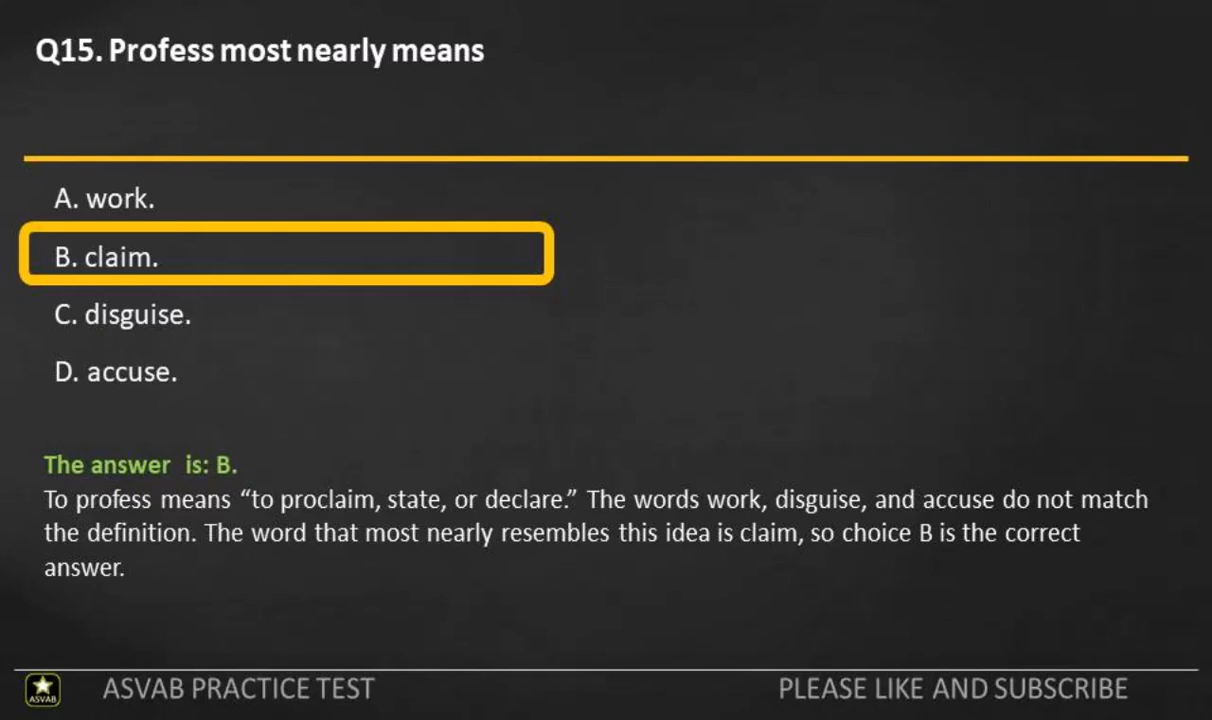 Q15. Profess most nearly means
A. work.
B. claim.
C. disguise.
D. accuse.
The answer is: B.
To profess means “to proclaim, state, or declare.” The words work, disguise, and accuse do not match
the definition. The word that most nearly resembles this idea is claim, so choice B is the correct
answer.
ASVAB
ASVAB PRACTICE TEST
PLEASE LIKE AND SUBSCRIBE